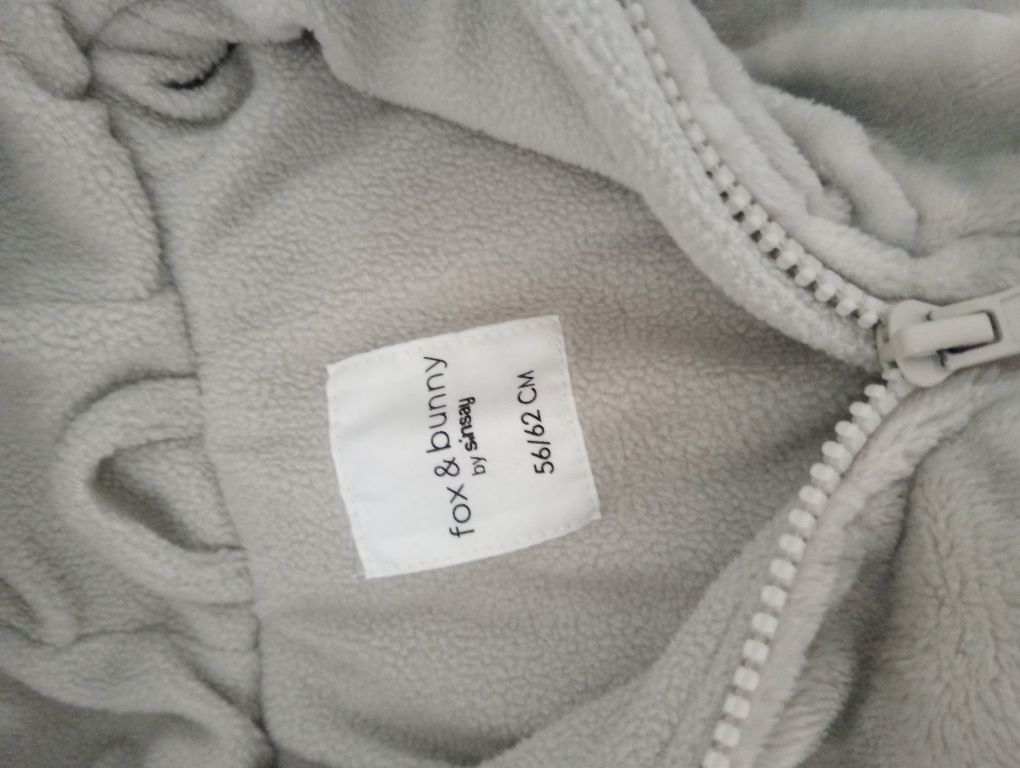 fox & bunny
by sinsay
56/62 CM